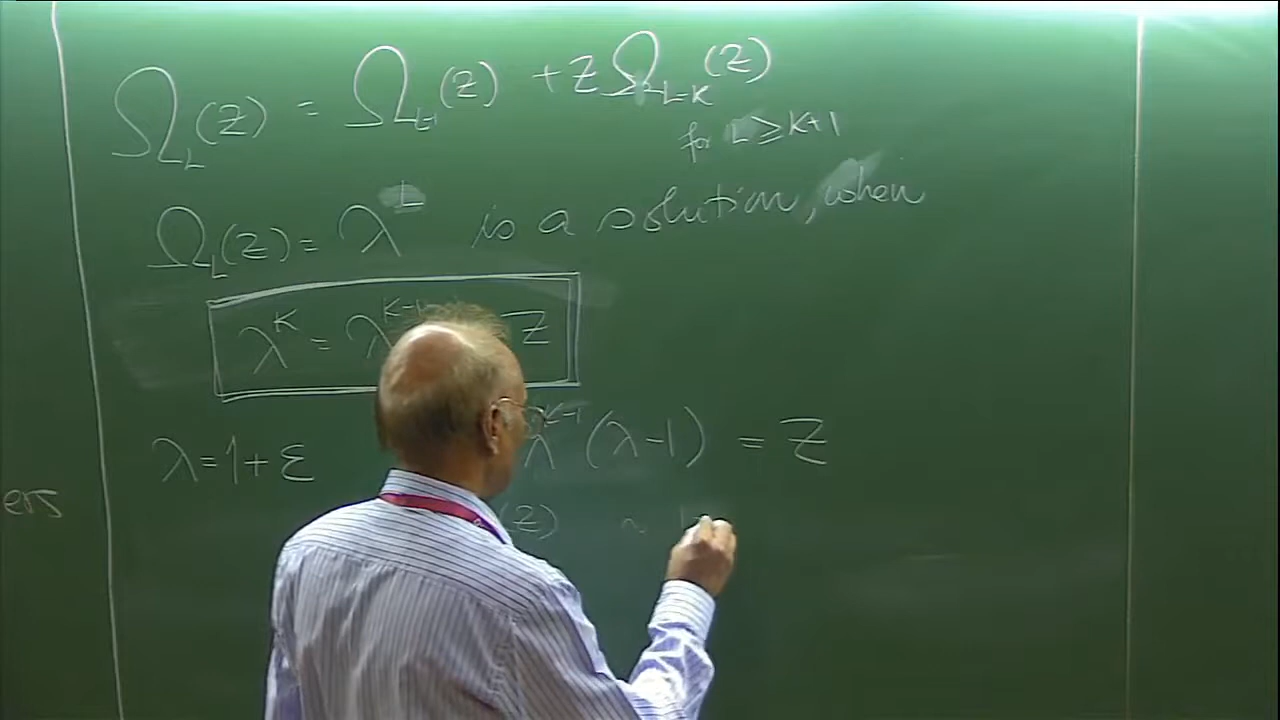 Ω_L(z) = Ω_{L-1}(z) + z Ω_{L-K}(z)
for L ≥ K+1
Ω_L(z) = λ^L is a solution, when
λ^K = λ^{K-1} z
λ = 1 + ε λ^{K-1} (λ-1) = z
ers
(z) ~